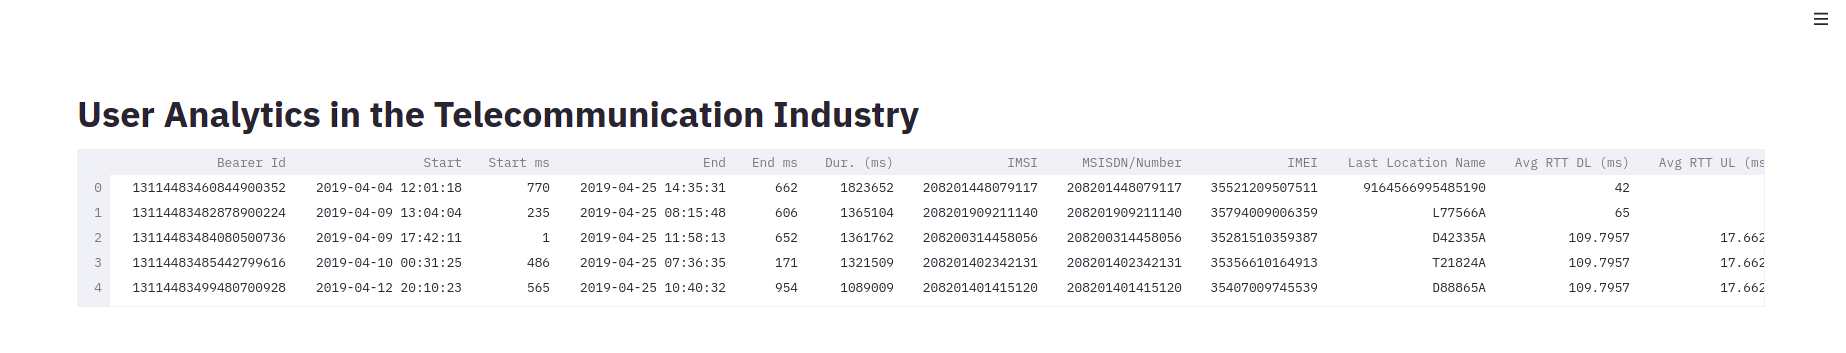 User Analytics in the Telecommunication Industry
Bearer Id Start Start ms End End ms Dur. (ms) IMSI MSISDN/Number IMEI Last Location Name Avg RTT DL (ms) Avg RTT UL (ms
0 13114483460844900352 2019-04-04 12:01:18 770 2019-04-25 14:35:31 662 1823652 208201448079117 208201448079117 35521209507511 9164566995485190 42
1 13114483482878900224 2019-04-09 13:04:04 235 2019-04-25 08:15:48 606 1365104 208201909211140 208201909211140 35794009006359 L77566A 65
2 13114483484080500736 2019-04-09 17:42:11 1 2019-04-25 11:58:13 652 1361762 208200314458056 208200314458056 35281510359387 D42335A 109.7957 17.662
3 13114483485442799616 2019-04-10 00:31:25 486 2019-04-25 07:36:35 171 1321509 208201402342131 208201402342131 35356610164913 T21824A 109.7957 17.662
4 13114483499480700928 2019-04-12 20:10:23 565 2019-04-25 10:40:32 954 1089009 208201401415120 208201401415120 35407009745539 D88865A 109.7957 17.662